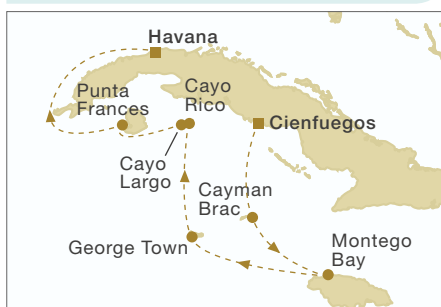 Havana
Punta
Frances
Cayo
Rico
Cienfuegos
Cayo
Largo
Cayman
Brac
George Town
Montego
Bay